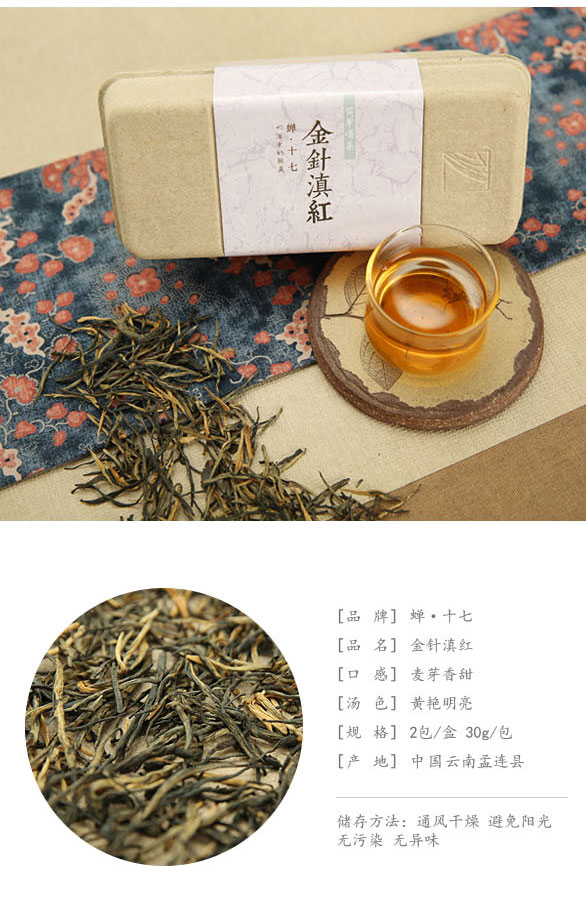 金針滇紅
蝉·十七
[品 牌] 蝉·十七
[品 名] 金针滇红
[口 感] 麦芽香甜
[汤 色] 黄艳明亮
[规 格] 2包/盒 30g/包
[产 地] 中国云南孟连县
储存方法: 通风干燥 避免阳光
无污染 无异味